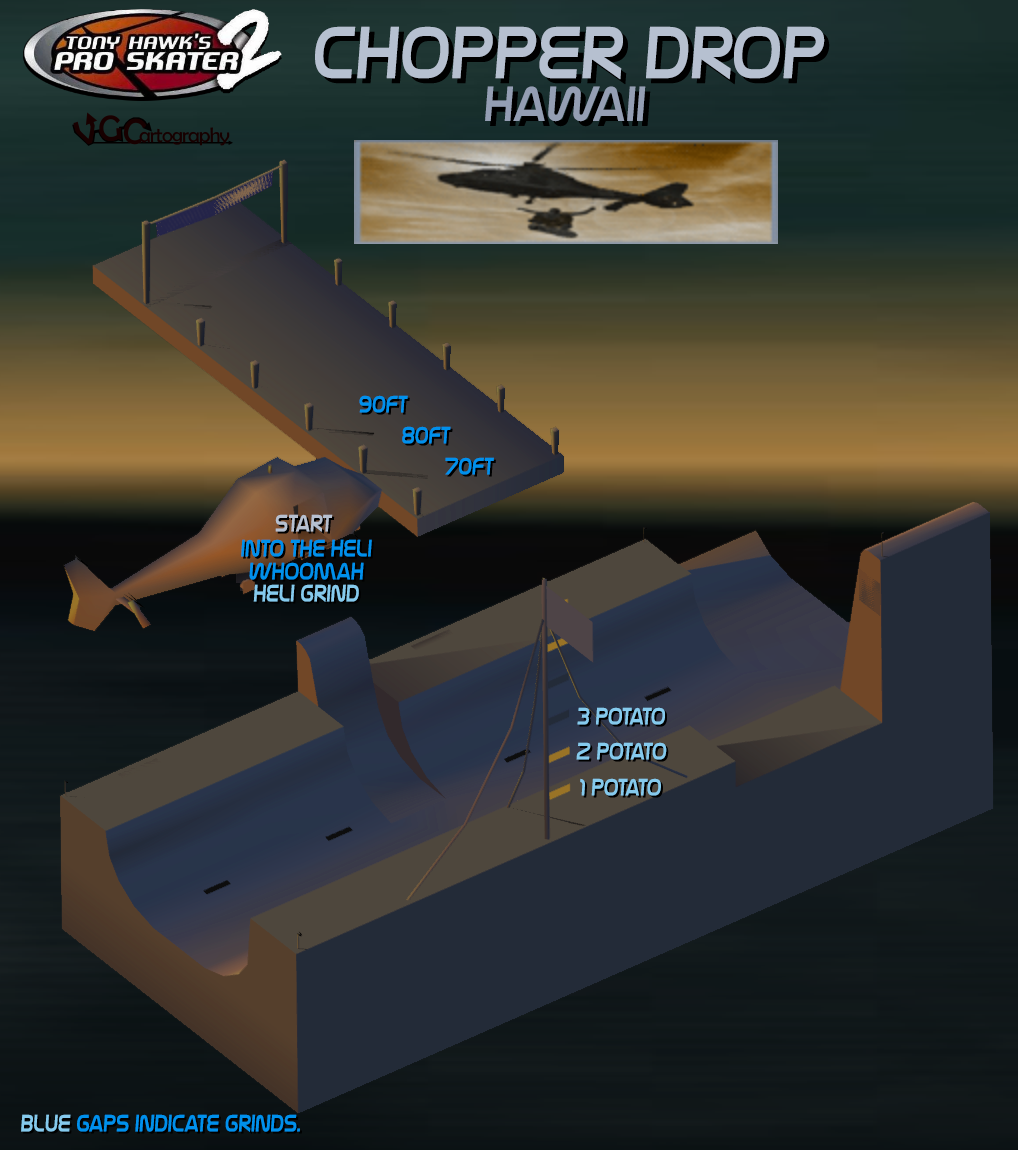 TONY HAWK'S
PRO SKATER 2
CHOPPER DROP
HAWAII
VGCartography
90FT
80FT
70FT
START
INTO THE HELI
WHOOMAH
HELI GRIND
3 POTATO
2 POTATO
1 POTATO
BLUE GAPS INDICATE GRINDS.